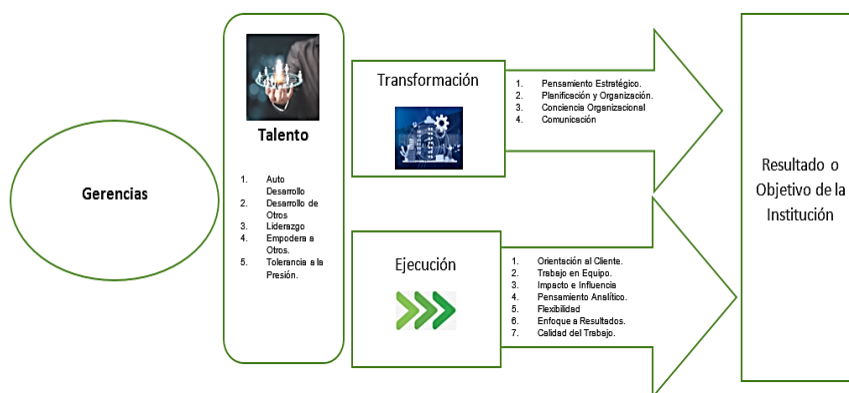 Gerencias
Talento
1. Auto
Desarrollo
2. Desarrollo de
Otros
3. Liderazgo
4. Empodera a
Otros.
5. Tolerancia a la
Presión.
Transformación
1. Pensamiento Estratégico.
2. Planificación y Organización.
3. Conciencia Organizacional
4. Comunicación
Ejecución
1. Orientación al Cliente.
2. Trabajo en Equipo.
3. Impacto e Influencia
4. Pensamiento Analítico.
5. Flexibilidad
6. Enfoque a Resultados.
7. Calidad del Trabajo.
Resultado o
Objetivo de la
Institución